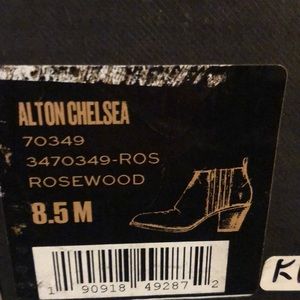 ALTON CHELSEA
70349
3470349-ROS
ROSEWOOD
8.5 M
1 90918 49287 2